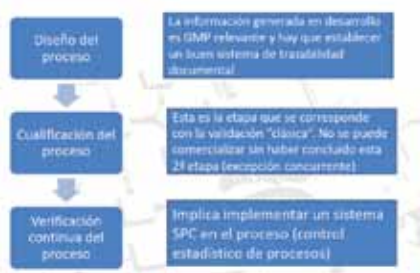 Diseño del
proceso
La información generada en desarrollo
es GMP relevante y hay que establecer
un buen sistema de trazabilidad
documental
Cualificación del
proceso
Esta es la etapa que se corresponde
con la validación "clásica". No se puede
comercializar sin haber concluido esta
2ª etapa (excepción concurrente)
Verificación
continua del
proceso
Implica implementar un sistema
SPC en el proceso (control
estadístico de procesos)